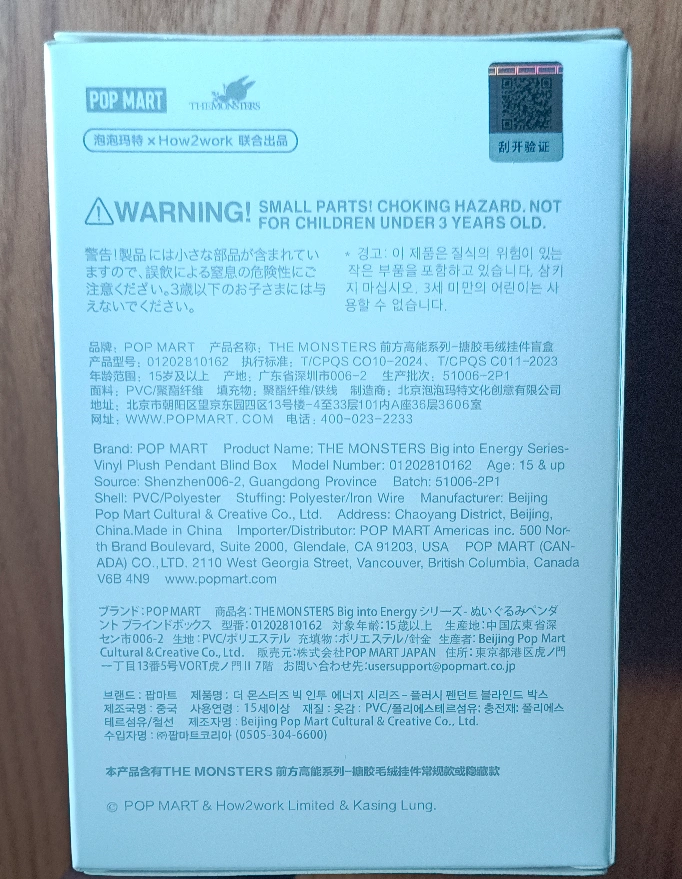 POP MART
THE MONSTERS
泡泡玛特 x How2work 联合出品
刮开验证
WARNING! SMALL PARTS! CHOKING HAZARD. NOT
FOR CHILDREN UNDER 3 YEARS OLD.
警告!製品には小さな部品が含まれてい
ますので、誤飲による窒息の危険性にご
注意ください。3歳以下のお子さまには与
えないでください。
* 경고: 이 제품은 질식의 위험이 있는
작은 부품을 포함하고 있습니다. 삼키
지 마십시오. 3세 미만의 어린이는 사
용할 수 없습니다.
品牌: POP MART 产品名称: THE MONSTERS 前方高能系列-搪胶毛绒挂件盲盒
产品型号: 01202810162 执行标准: T/CPQS C010-2024、T/CPQS C011-2023
年龄范围: 15岁及以上 产地: 广东省深圳市006-2 生产批次: 51006-2P1
面料: PVC/聚酯纤维 填充物: 聚酯纤维/铁线 制造商: 北京泡泡玛特文化创意有限公司
地址: 北京市朝阳区望京东园四区13号楼-4至33层101内A座36层3606室
网址: WWW.POPMART.COM 电话: 400-023-2233
Brand: POP MART Product Name: THE MONSTERS Big into Energy Series-
Vinyl Plush Pendant Blind Box Model Number: 01202810162 Age: 15 & up
Source: Shenzhen006-2, Guangdong Province Batch: 51006-2P1
Shell: PVC/Polyester Stuffing: Polyester/Iron Wire Manufacturer: Beijing
Pop Mart Cultural & Creative Co., Ltd. Address: Chaoyang District, Beijing,
China.Made in China Importer/Distributor: POP MART Americas inc. 500 Nor-
th Brand Boulevard, Suite 2000, Glendale, CA 91203, USA POP MART (CAN-
ADA) CO.,LTD. 2110 West Georgia Street, Vancouver, British Columbia, Canada
V6B 4N9 www.popmart.com
ブランド:POP MART 商品名: THE MONSTERS Big into Energy シリーズ - ぬいぐるみペンダ
ント ブラインドボックス 型番:01202810162 対象年齢:15歳以上 生産地:中国広東省深
セン市006-2 生地:PVC/ポリエステル 充填物:ポリエステル/針金 生産者: Beijing Pop Mart
Cultural & Creative Co., Ltd. 販売元:株式会社POP MART JAPAN 住所:東京都港区虎ノ門
一丁目13番5号VORT虎ノ門II 7階 お問い合わせ先:usersupport@popmart.co.jp
브랜드 : 팝마트 제품명: 더 몬스터즈 빅 인투 에너지 시리즈 - 플러시 펜던트 블라인드 박스
제조국명 : 중국 사용연령 : 15세이상 재질 : 옷감 : PVC/폴리에스테르섬유; 충전재: 폴리에스
테르섬유/철선 제조자명 : Beijing Pop Mart Cultural & Creative Co., Ltd.
수입자명 : ㈜팝마트코리아 (0505-304-6600)
本产品含有THE MONSTERS 前方高能系列-搪胶毛绒挂件常规款或隐藏款
© POP MART & How2work Limited & Kasing Lung.